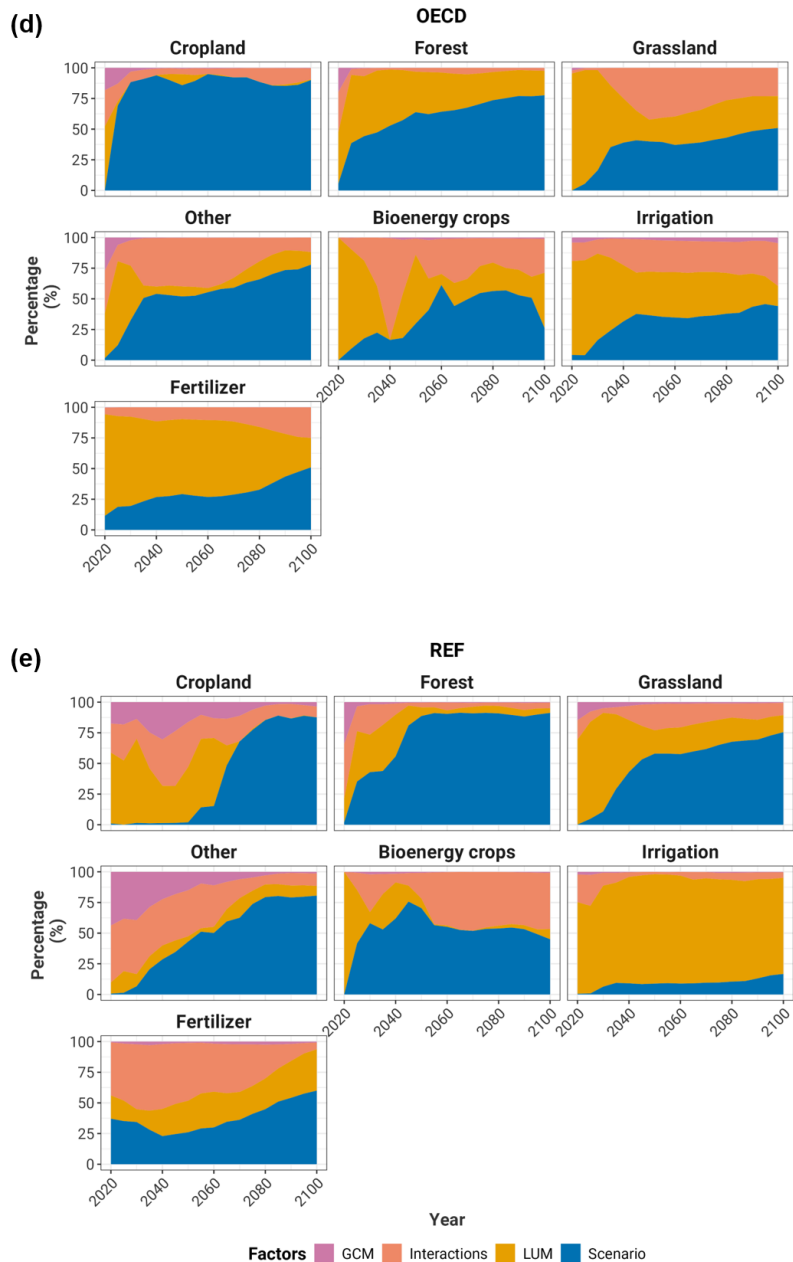 (d)
OECD
Cropland Forest Grassland
100
75
50
25
0
Other Bioenergy crops Irrigation
100
75
50
25
0
Percentage
(%)
2020 2040 2060 2080 2100 2020 2040 2060 2080 2100
Fertilizer
100
75
50
25
0
2020 2040 2060 2080 2100
(e)
REF
Cropland Forest Grassland
100
75
50
25
0
Other Bioenergy crops Irrigation
100
75
50
25
0
Percentage
(%)
2020 2040 2060 2080 2100 2020 2040 2060 2080 2100
Fertilizer
100
75
50
25
0
2020 2040 2060 2080 2100
Year
Factors GCM Interactions LUM Scenario